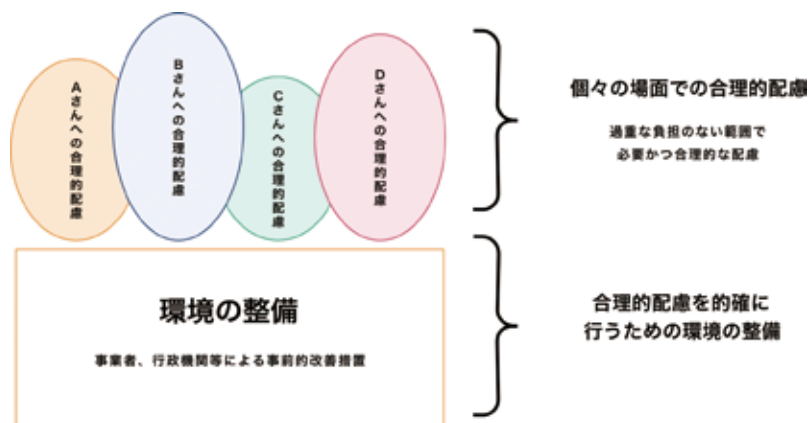 Aさんへの合理的配慮
Bさんへの合理的配慮
Cさんへの合理的配慮
Dさんへの合理的配慮
個々の場面での合理的配慮
過重な負担のない範囲で
必要かつ合理的な配慮
環境の整備
事業者、行政機関等による事前的改善措置
合理的配慮を的確に
行うための環境の整備